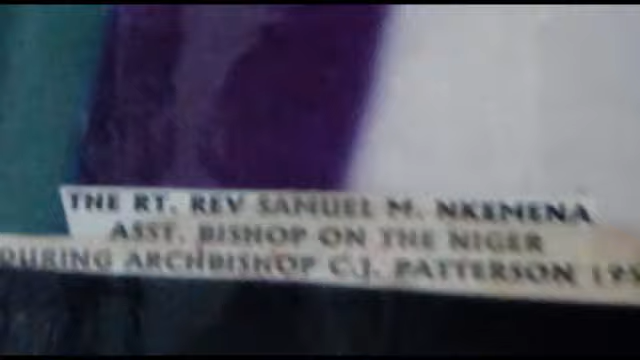 THE RT. REV SAMUEL M. NKEMENA
ASST. BISHOP ON THE NIGER
DURING ARCHBISHOP C.J. PATTERSON